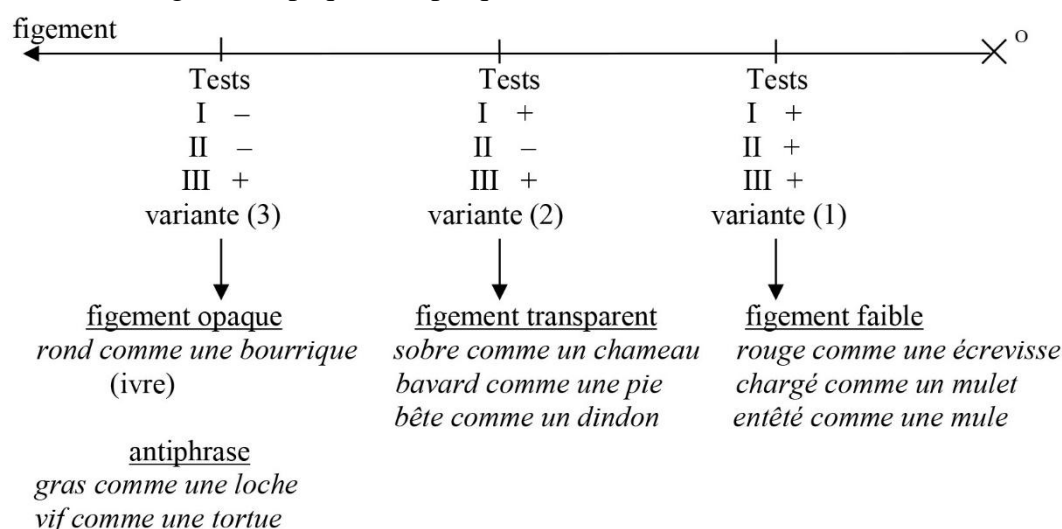 figement
o
Tests
I –
II –
III +
variante (3)
figement opaque
rond comme une bourrique
(ivre)
antiphrase
gras comme une loche
vif comme une tortue
Tests
I +
II –
III +
variante (2)
figement transparent
sobre comme un chameau
bavard comme une pie
bête comme un dindon
Tests
I +
II +
III +
variante (1)
figement faible
rouge comme une écrevisse
chargé comme un mulet
entêté comme une mule